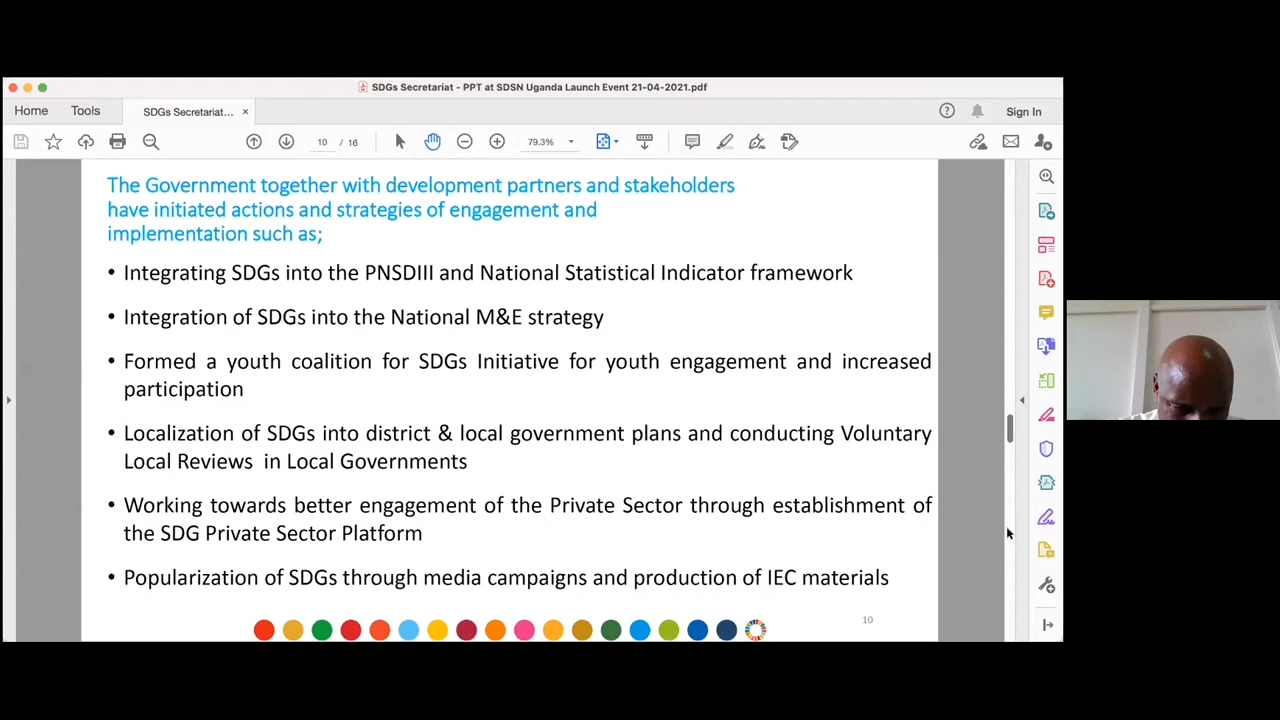 SDGs Secretariat - PPT at SDSN Uganda Launch Event 21-04-2021.pdf
Home Tools SDGs Secretariat... × Sign In
10 / 16 79.3%
The Government together with development partners and stakeholders
have initiated actions and strategies of engagement and
implementation such as;
• Integrating SDGs into the PNSDIII and National Statistical Indicator framework
• Integration of SDGs into the National M&E strategy
• Formed a youth coalition for SDGs Initiative for youth engagement and increased
participation
• Localization of SDGs into district & local government plans and conducting Voluntary
Local Reviews in Local Governments
• Working towards better engagement of the Private Sector through establishment of
the SDG Private Sector Platform
• Popularization of SDGs through media campaigns and production of IEC materials
10